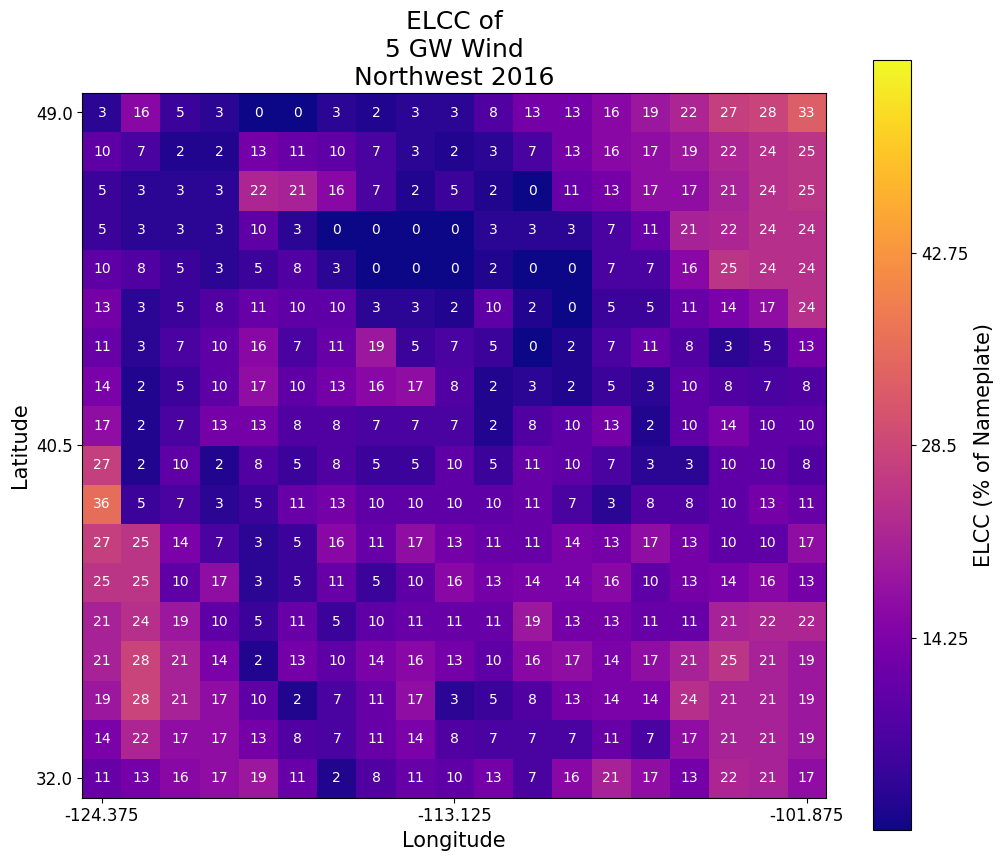 ELCC of
5 GW Wind
Northwest 2016
49.0 3 16 5 3 0 0 3 2 3 3 8 13 13 16 19 22 27 28 33
10 7 2 2 13 11 10 7 3 2 3 7 13 16 17 19 22 24 25
5 3 3 3 22 21 16 7 2 5 2 0 11 13 17 17 21 24 25
5 3 3 3 10 3 0 0 0 0 3 3 3 7 11 21 22 24 24
10 8 5 3 5 8 3 0 0 0 2 0 0 7 7 16 25 24 24
13 3 5 8 11 10 10 3 3 2 10 2 0 5 5 11 14 17 24
11 3 7 10 16 7 11 19 5 7 5 0 2 7 11 8 3 5 13
14 2 5 10 17 10 13 16 17 8 2 3 2 5 3 10 8 7 8
17 2 7 13 13 8 8 7 7 7 2 8 10 13 2 10 14 10 10
40.5
27 2 10 2 8 5 8 5 5 10 5 11 10 7 3 3 10 10 8
36 5 7 3 5 11 13 10 10 10 10 11 7 3 8 8 10 13 11
27 25 14 7 3 5 16 11 17 13 11 11 14 13 17 13 10 10 17
25 25 10 17 3 5 11 5 10 16 13 14 14 16 10 13 14 16 13
21 24 19 10 5 11 5 10 11 11 11 19 13 13 11 11 21 22 22
21 28 21 14 2 13 10 14 16 13 10 16 17 14 17 21 25 21 19
19 28 21 17 10 2 7 11 17 3 5 8 13 14 14 24 21 21 19
14 22 17 17 13 8 7 11 14 8 7 7 7 11 7 17 21 21 19
32.0 11 13 16 17 19 11 2 8 11 10 13 7 16 21 17 13 22 21 17
-124.375 -113.125 -101.875
Longitude
Latitude
42.75
28.5
14.25
ELCC (% of Nameplate)